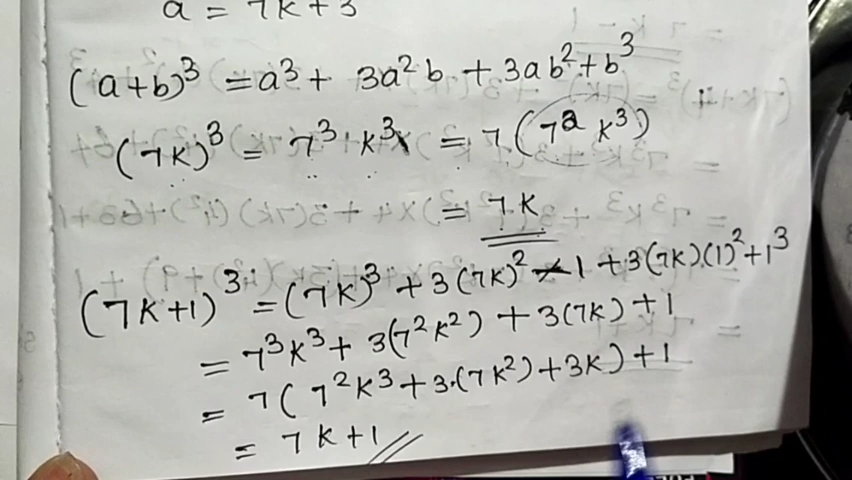 a = 7k+3
(a+b)³ = a³ + 3a²b + 3ab² + b³
(7k)³ = 7³ k³ = 7(7² k³)
= 7k
(7k+1)³ = (7k)³ + 3(7k)² × 1 + 3(7k)(1)² + 1³
= 7³k³ + 3(7²k²) + 3(7k) + 1
= 7(7²k³ + 3·(7k²) + 3k) + 1
= 7k+1